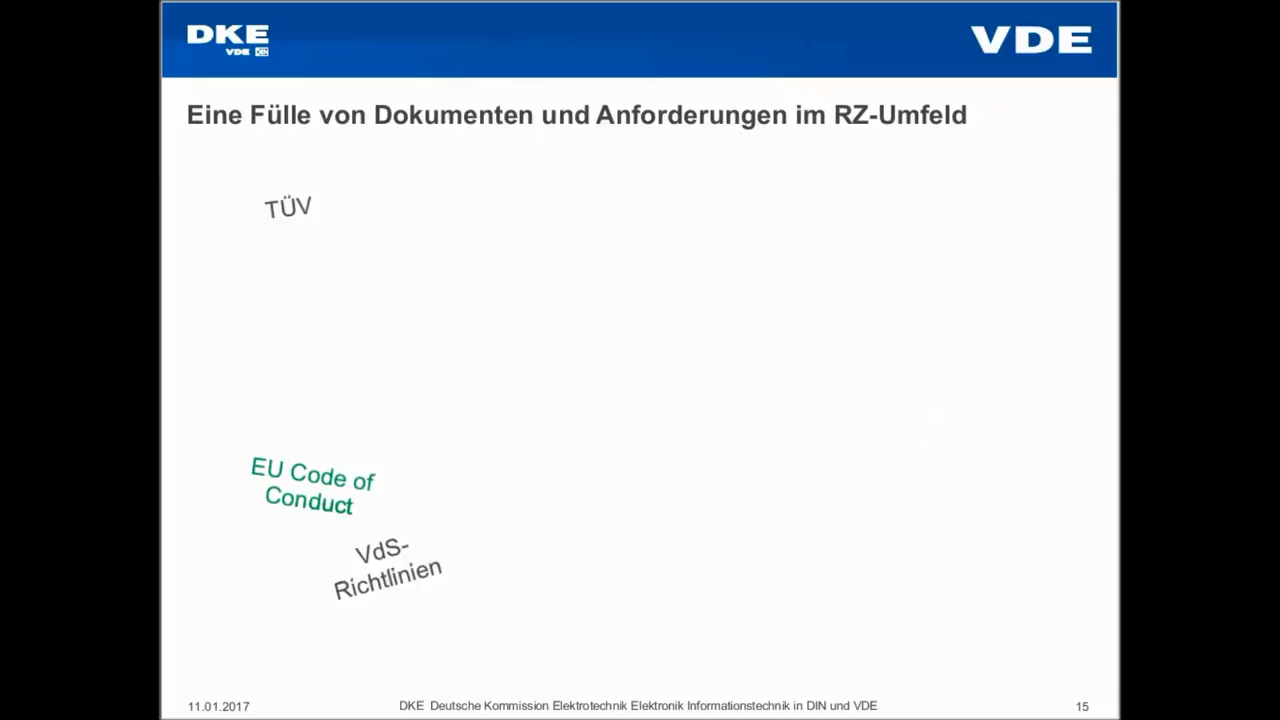 DKE
VDE DIN
VDE
Eine Fülle von Dokumenten und Anforderungen im RZ-Umfeld
TÜV
EU Code of
Conduct
VdS-
Richtlinien
11.01.2017
DKE Deutsche Kommission Elektrotechnik Elektronik Informationstechnik in DIN und VDE
15